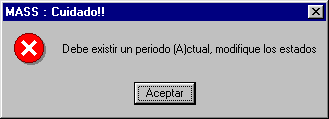 MASS : Cuidado!!
Debe existir un periodo (A)ctual, modifique los estados
Aceptar